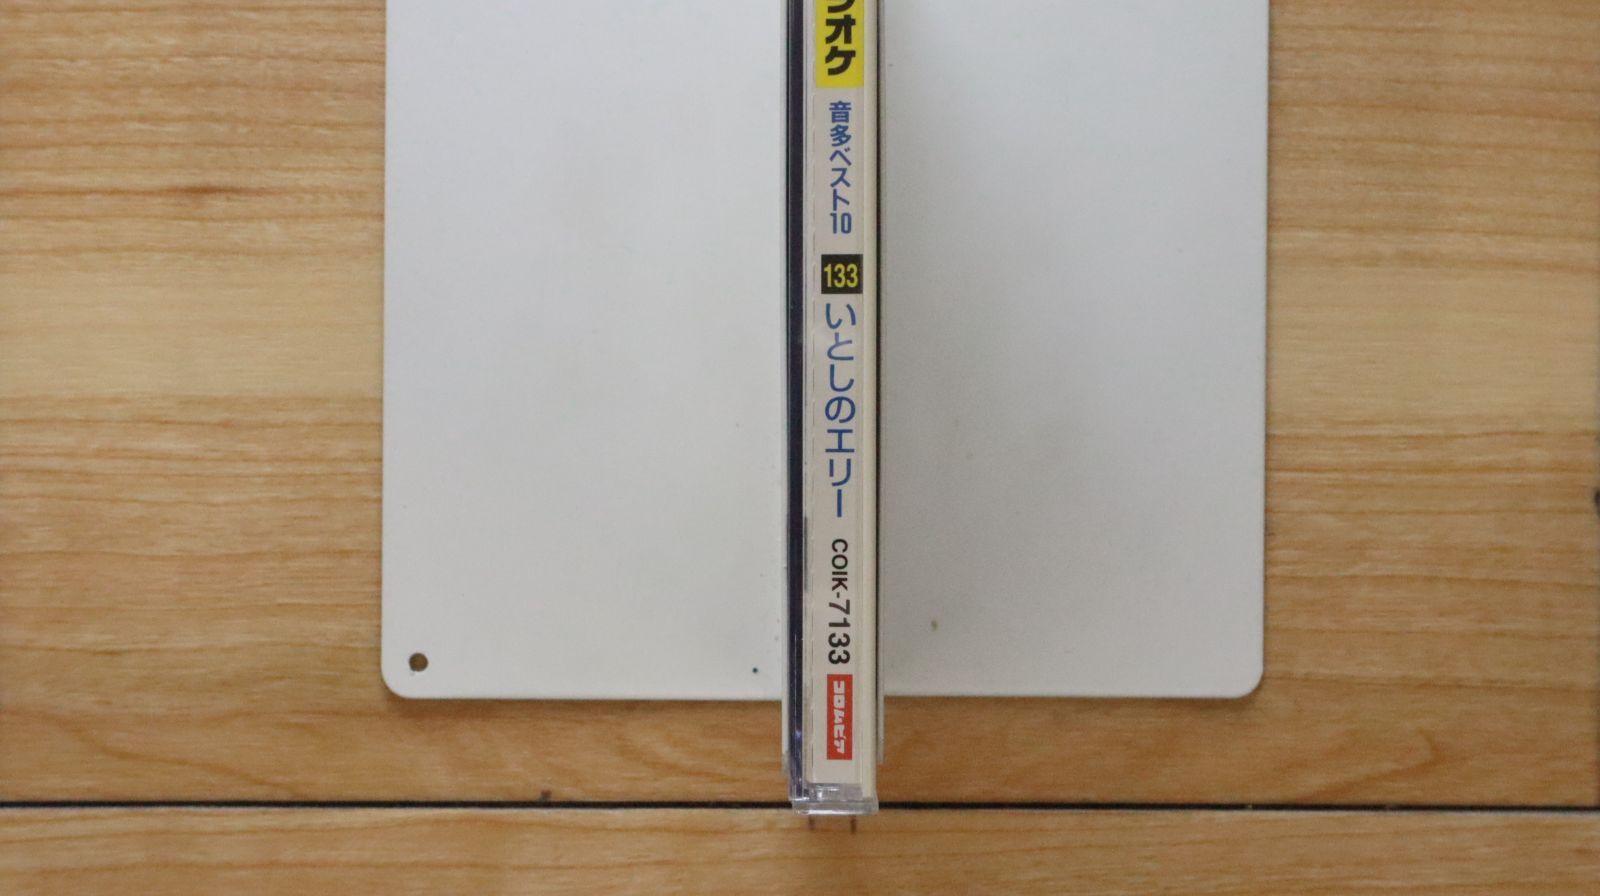 オケ
音多ベスト10
133
いとしのエリー
COIK-7133
コロムビア